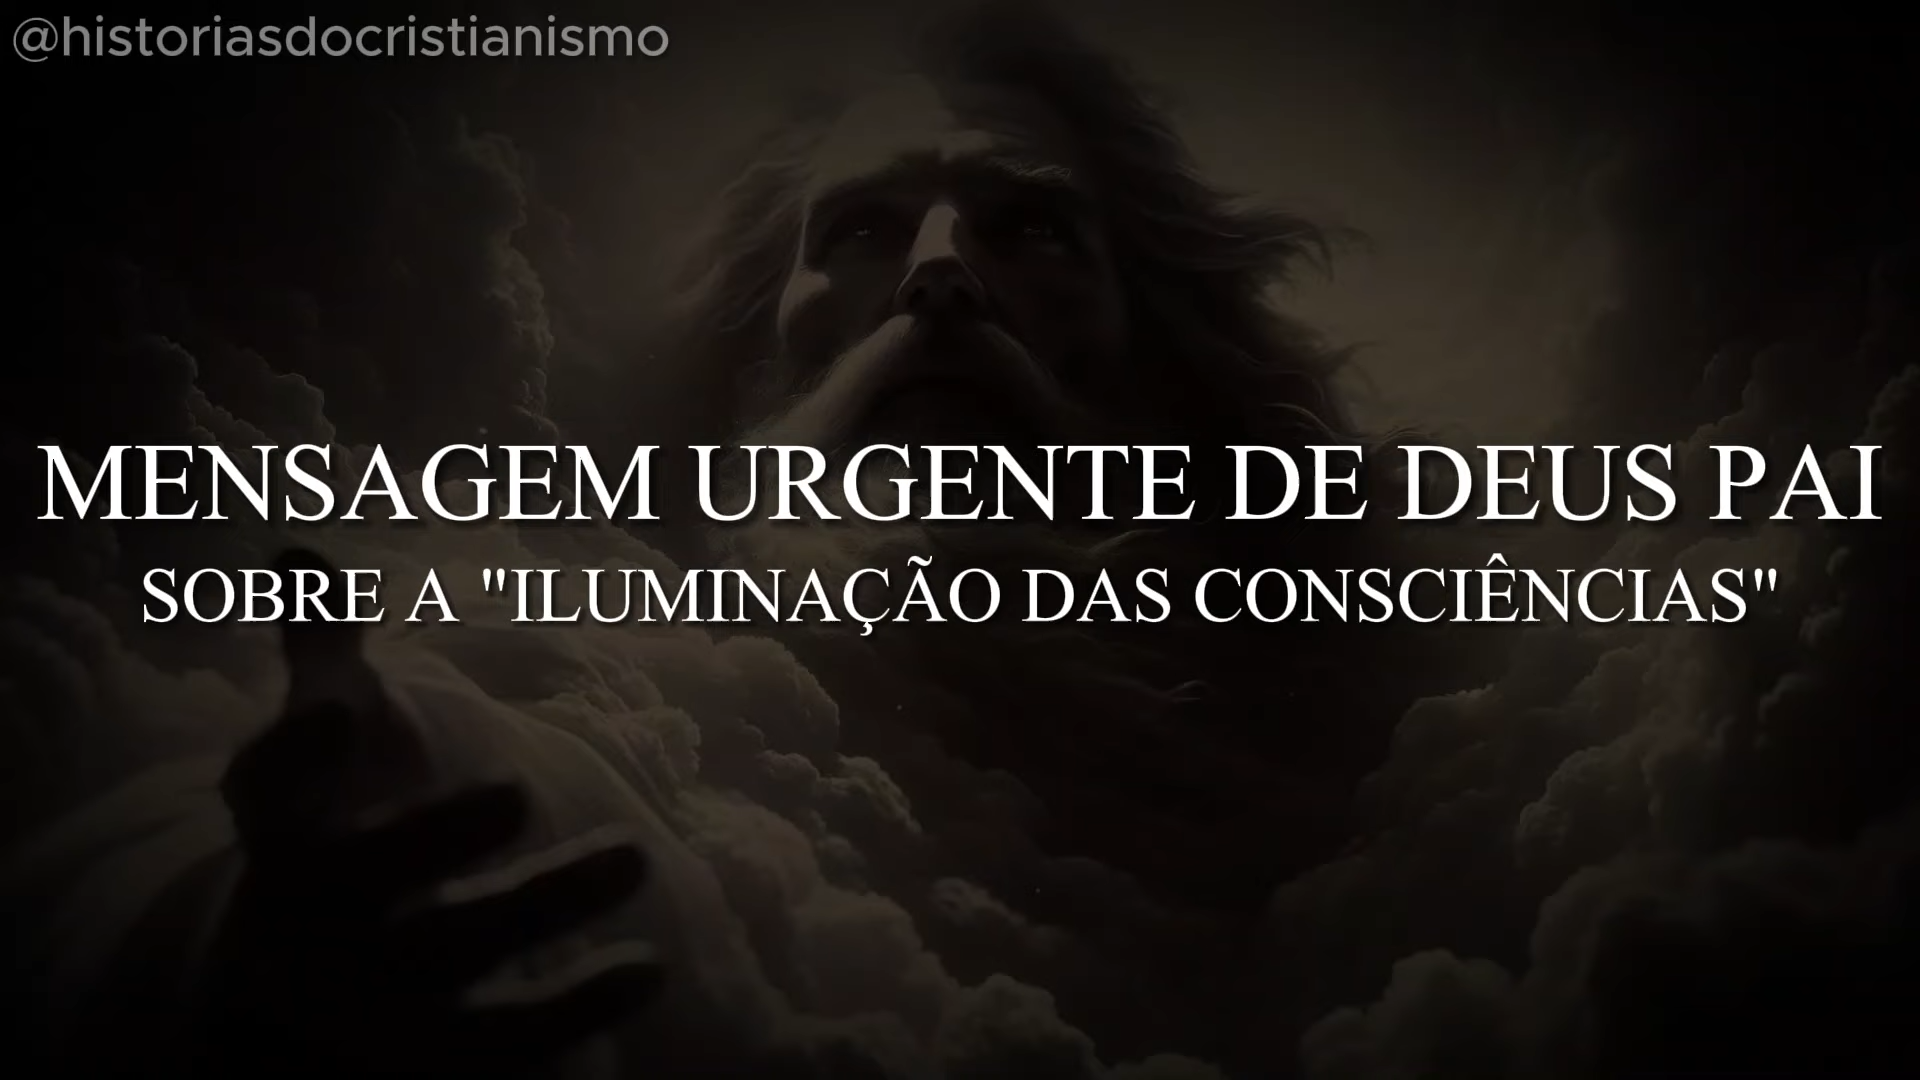 @historiasdocristianismo
MENSAGEM URGENTE DE DEUS PAI
SOBRE A "ILUMINAÇÃO DAS CONSCIÊNCIAS"